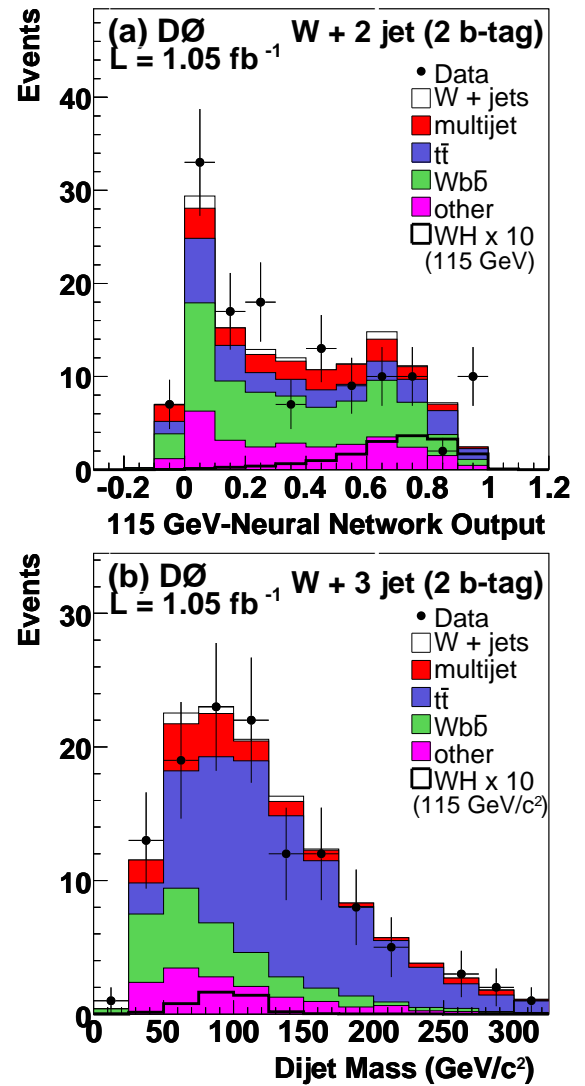 (a) DØ W + 2 jet (2 b-tag)
L = 1.05 fb⁻¹
Events
Data
W + jets
multijet
tt̄
Wbb̄
other
WH x 10
(115 GeV)
40
30
20
10
0
-0.2 0 0.2 0.4 0.6 0.8 1 1.2
115 GeV-Neural Network Output
(b) DØ W + 3 jet (2 b-tag)
L = 1.05 fb⁻¹
Events
Data
W + jets
multijet
tt̄
Wbb̄
other
WH x 10
(115 GeV/c²)
30
20
10
0
0 50 100 150 200 250 300
Dijet Mass (GeV/c²)